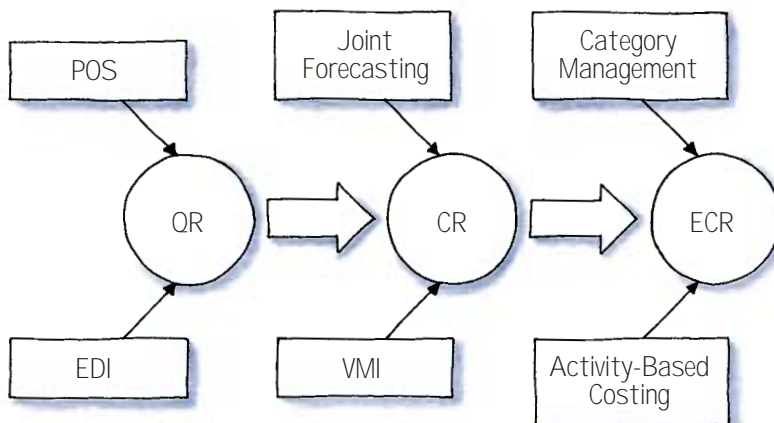 POS
Joint
Forecasting
Category
Management
QR
CR
ECR
EDI
VMI
Activity-Based
Costing